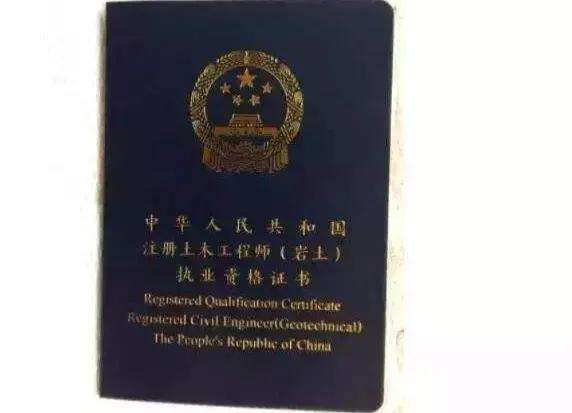 中华人民共和国
注册土木工程师（岩土）
执业资格证书
Registered Qualification Certificate
Registered Civil Engineer(Geotechnical)
The People's Republic of China